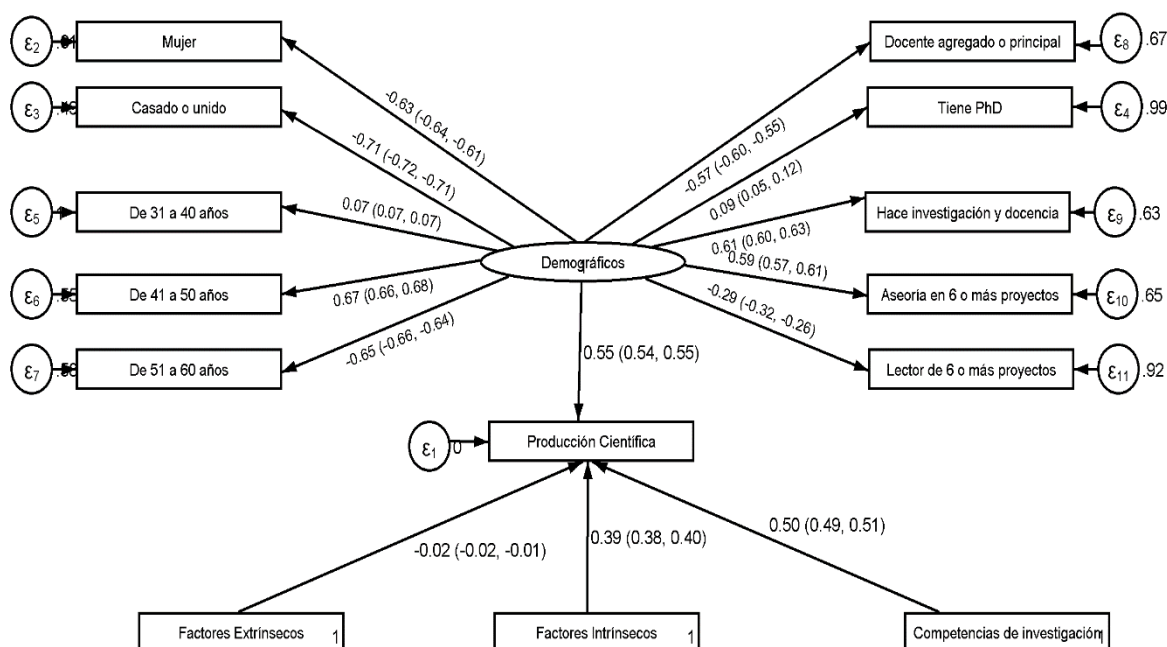 ε2
Mujer
Docente agregado o principal
ε8
.67
ε3
Casado o unido
Tiene PhD
ε4
.99
-0.63 (-0.64, -0.61)
-0.57 (-0.60, -0.55)
-0.71 (-0.72, -0.71)
0.09 (0.05, 0.12)
ε5
De 31 a 40 años
0.07 (0.07, 0.07)
0.61 (0.60, 0.63)
Hace investigación y docencia
ε9
.63
Demográficos
1
0.59 (0.57, 0.61)
ε6
De 41 a 50 años
0.67 (0.66, 0.68)
-0.29 (-0.32, -0.26)
Aseoria en 6 o más proyectos
ε10
.65
ε7
De 51 a 60 años
-0.65 (-0.66, -0.64)
0.55 (0.54, 0.55)
Lector de 6 o más proyectos
ε11
.92
ε1
0
Producción Científica
-0.02 (-0.02, -0.01)
0.39 (0.38, 0.40)
0.50 (0.49, 0.51)
Factores Extrínsecos
1
Factores Intrínsecos
1
Competencias de investigación
1